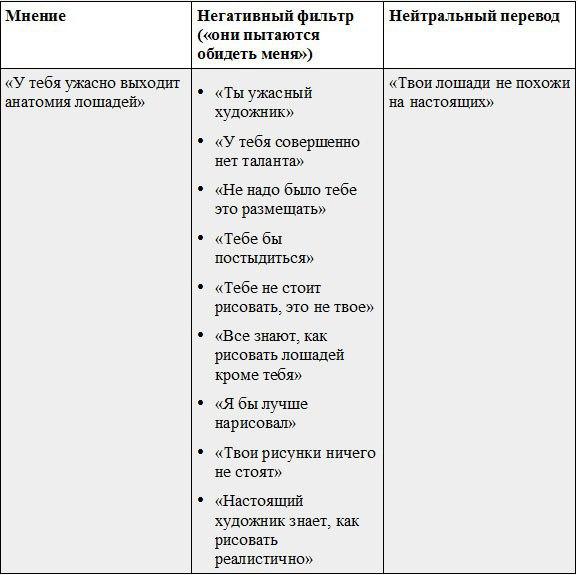 Мнение
Негативный фильтр
(«они пытаются
обидеть меня»)
Нейтральный перевод
«У тебя ужасно выходит
анатомия лошадей»
• «Ты ужасный
художник»
• «У тебя совершенно
нет таланта»
• «Не надо было тебе
это размещать»
• «Тебе бы
постыдиться»
• «Тебе не стоит
рисовать, это не твое»
• «Все знают, как
рисовать лошадей
кроме тебя»
• «Я бы лучше
нарисовал»
• «Твои рисунки ничего
не стоят»
• «Настоящий
художник знает, как
рисовать
реалистично»
«Твои лошади не похожи
на настоящих»